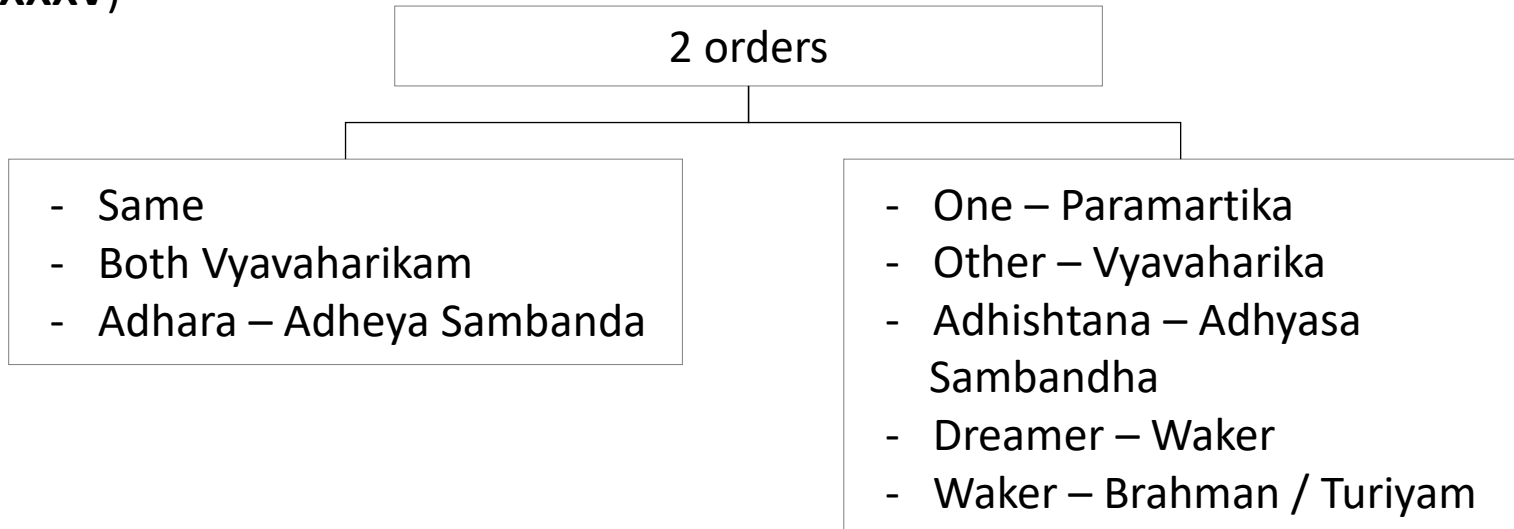 2 orders
- Same
- Both Vyavaharikam
- Adhara – Adheya Sambanda
- One – Paramartika
- Other – Vyavaharika
- Adhishtana – Adhyasa
Sambandha
- Dreamer – Waker
- Waker – Brahman / Turiyam